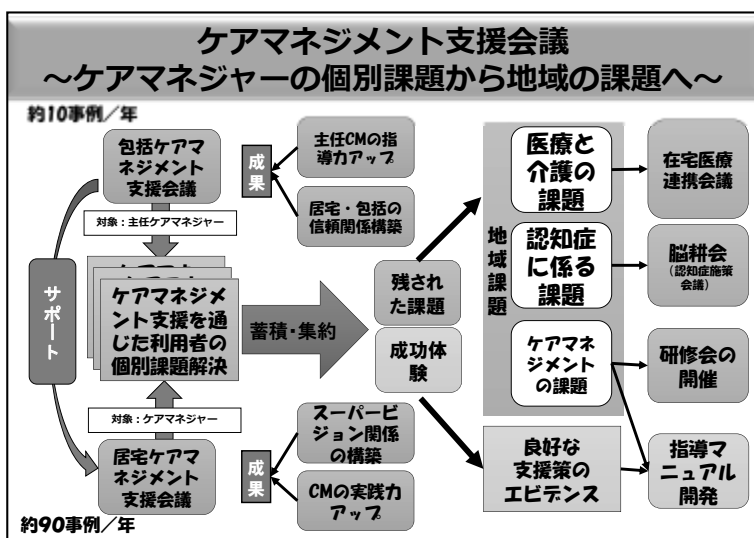 ケアマネジメント支援会議
～ケアマネジャーの個別課題から地域の課題へ～
約10事例／年
包括ケアマ
ネジメント
支援会議
成果
主任CMの指
導力アップ
居宅・包括の
信頼関係構築
対象：主任ケアマネジャー
サポート
ケアマネジメ
ント支援を通
じた利用者の
個別課題解決
対象：ケアマネジャー
居宅ケアマ
ネジメント
支援会議
約90事例／年
成果
スーパービ
ジョン関係
の構築
CMの実践力
アップ
蓄積・集約
残され
た課題
成功体
験
地域課題
医療と
介護の
課題
認知症
に係る
課題
ケアマネ
ジメント
の課題
良好な
支援策の
エビデンス
在宅医療
連携会議
脳耕会
（認知症施策
会議）
研修会の
開催
指導マ
ニュアル
開発